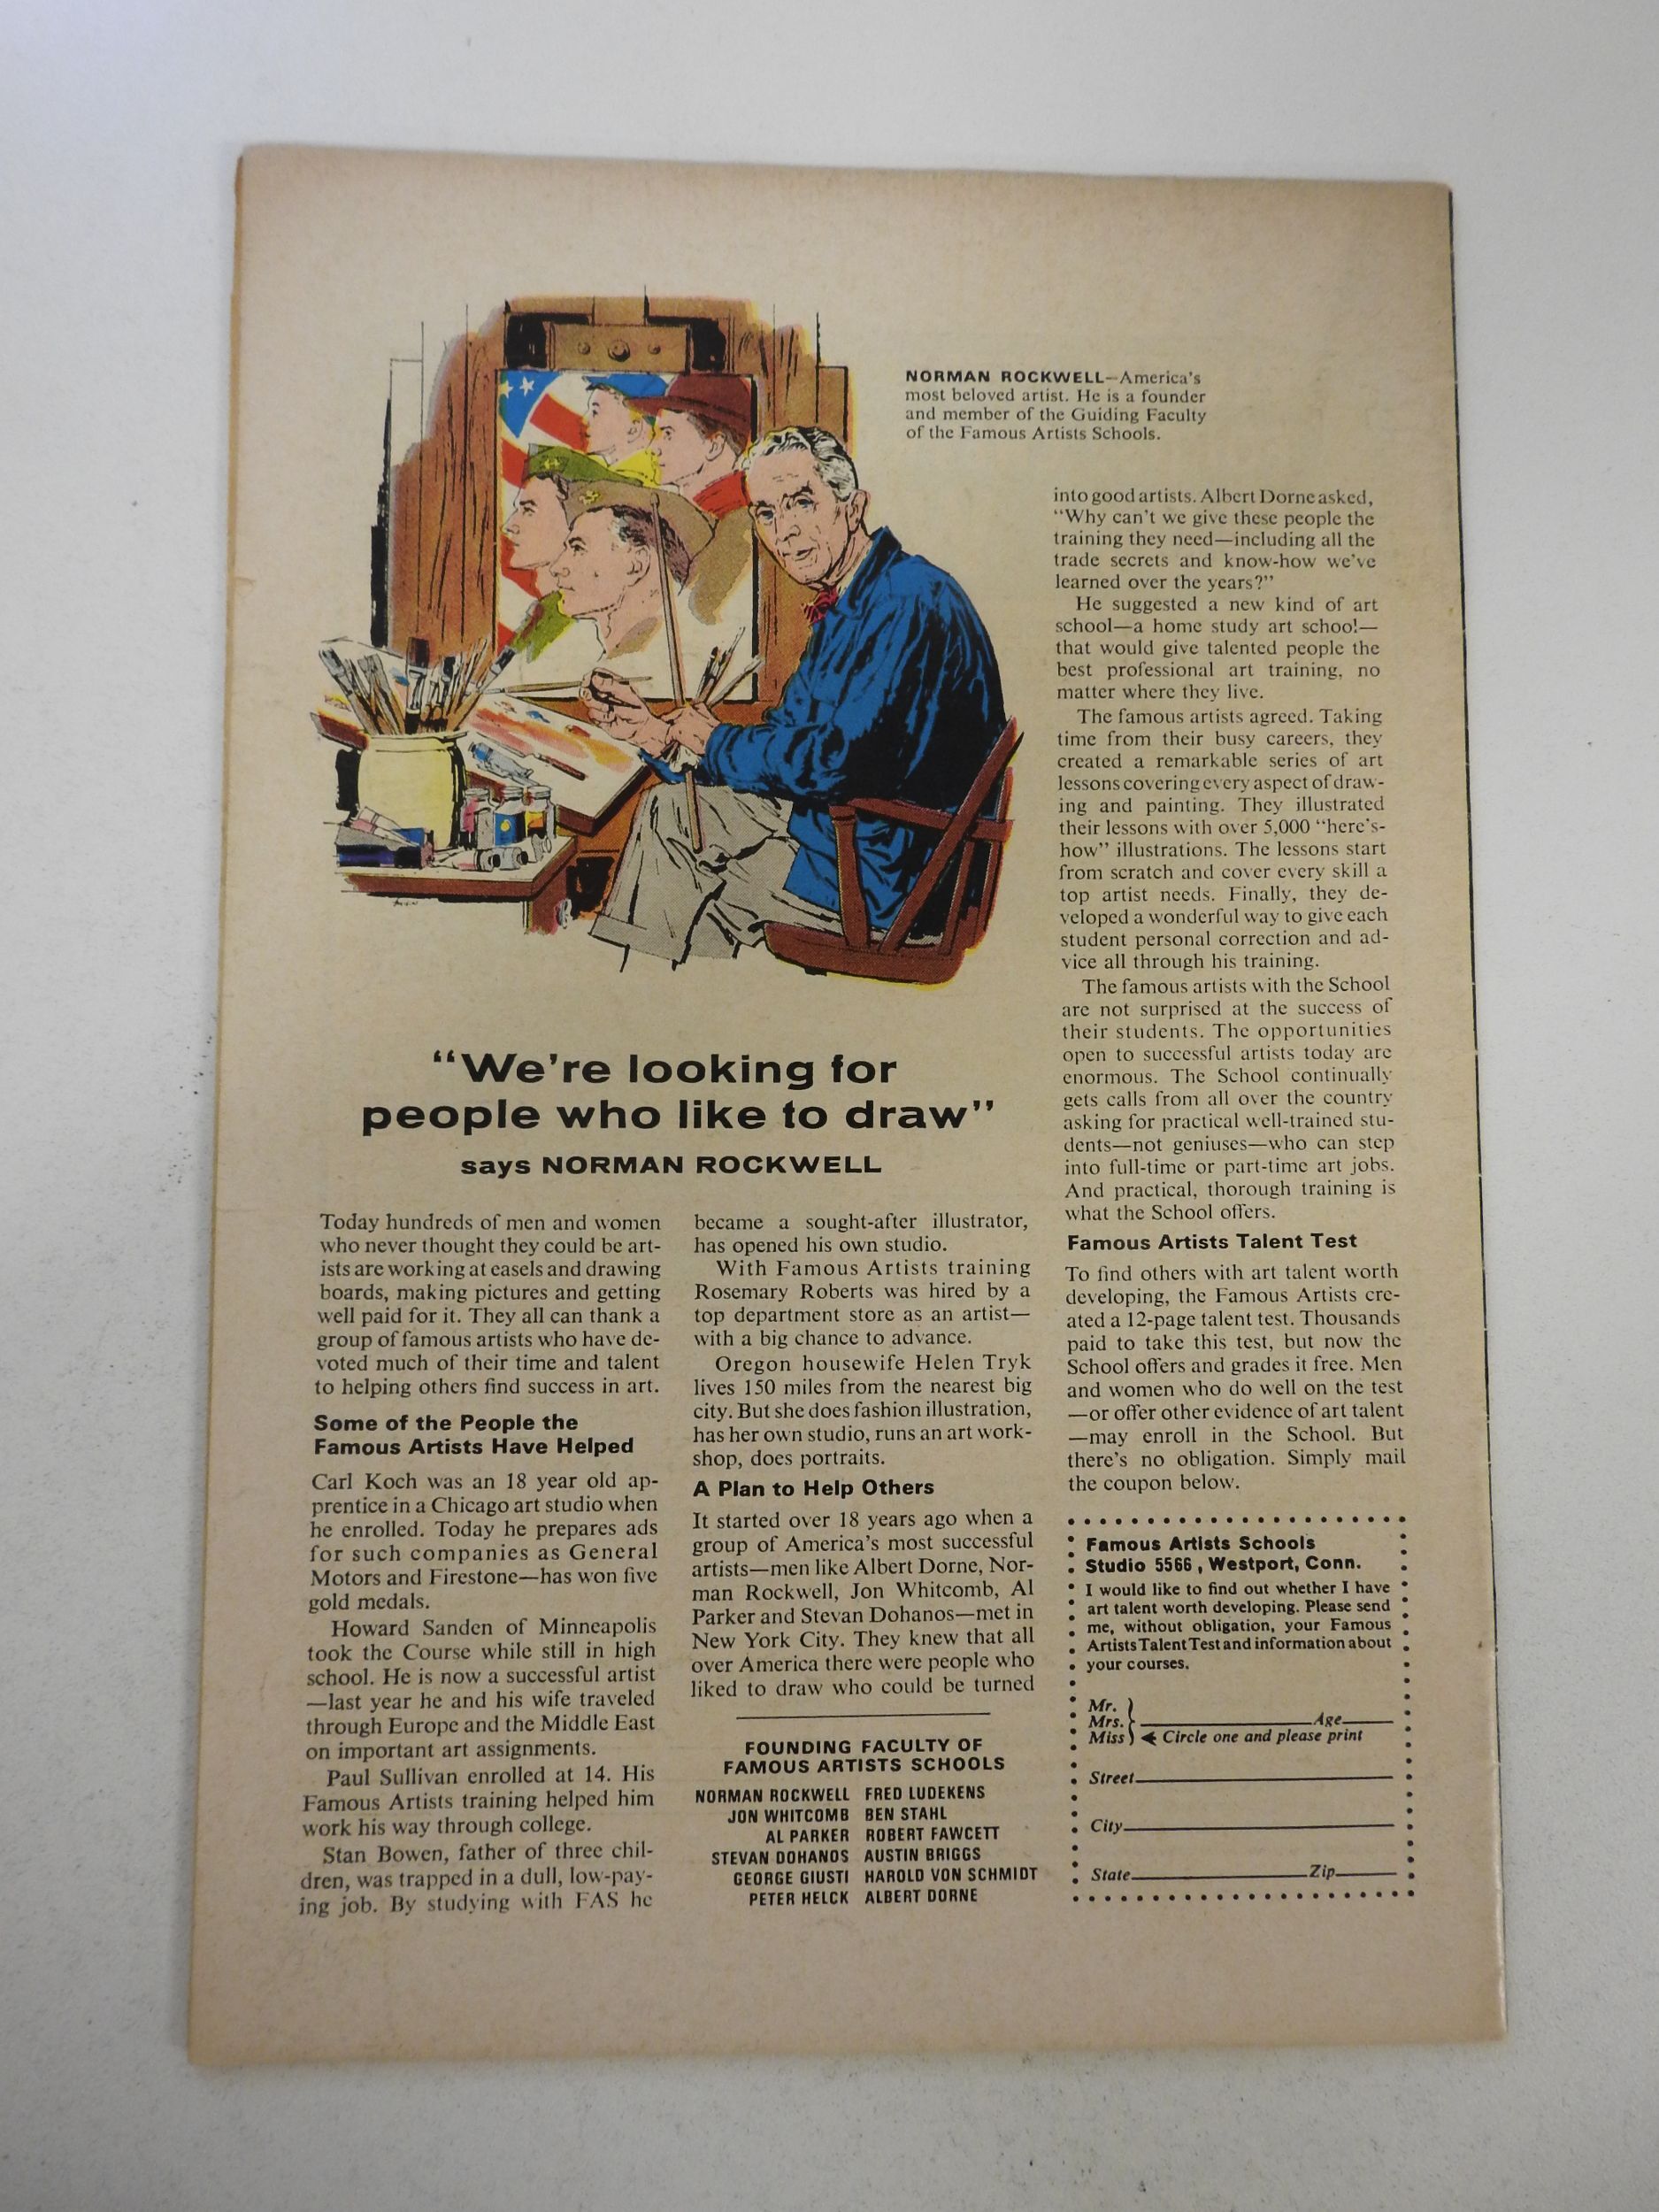 NORMAN ROCKWELL—America's
most beloved artist. He is a founder
and member of the Guiding Faculty
of the Famous Artists Schools.
"We're looking for
people who like to draw"
says NORMAN ROCKWELL
Today hundreds of men and women
who never thought they could be art-
ists are working at easels and drawing
boards, making pictures and getting
well paid for it. They all can thank a
group of famous artists who have de-
voted much of their time and talent
to helping others find success in art.
Some of the People the
Famous Artists Have Helped
Carl Koch was an 18 year old ap-
prentice in a Chicago art studio when
he enrolled. Today he prepares ads
for such companies as General
Motors and Firestone—has won five
gold medals.
Howard Sanden of Minneapolis
took the Course while still in high
school. He is now a successful artist
—last year he and his wife traveled
through Europe and the Middle East
on important art assignments.
Paul Sullivan enrolled at 14. His
Famous Artists training helped him
work his way through college.
Stan Bowen, father of three chil-
dren, was trapped in a dull, low-pay-
ing job. By studying with FAS he
became a sought-after illustrator,
has opened his own studio.
With Famous Artists training
Rosemary Roberts was hired by a
top department store as an artist—
with a big chance to advance.
Oregon housewife Helen Tryk
lives 150 miles from the nearest big
city. But she does fashion illustration,
has her own studio, runs an art work-
shop, does portraits.
A Plan to Help Others
It started over 18 years ago when a
group of America's most successful
artists—men like Albert Dorne, Nor-
man Rockwell, Jon Whitcomb, Al
Parker and Stevan Dohanos—met in
New York City. They knew that all
over America there were people who
liked to draw who could be turned
into good artists. Albert Dorne asked,
"Why can't we give these people the
training they need—including all the
trade secrets and know-how we've
learned over the years?"
He suggested a new kind of art
school—a home study art school—
that would give talented people the
best professional art training, no
matter where they live.
The famous artists agreed. Taking
time from their busy careers, they
created a remarkable series of art
lessons covering every aspect of draw-
ing and painting. They illustrated
their lessons with over 5,000 "here's-
how" illustrations. The lessons start
from scratch and cover every skill a
top artist needs. Finally, they de-
veloped a wonderful way to give each
student personal correction and ad-
vice all through his training.
The famous artists with the School
are not surprised at the success of
their students. The opportunities
open to successful artists today are
enormous. The School continually
gets calls from all over the country
asking for practical well-trained stu-
dents—not geniuses—who can step
into full-time or part-time art jobs.
And practical, thorough training is
what the School offers.
Famous Artists Talent Test
To find others with art talent worth
developing, the Famous Artists cre-
ated a 12-page talent test. Thousands
paid to take this test, but now the
School offers and grades it free. Men
and women who do well on the test
—or offer other evidence of art talent
—may enroll in the School. But
there's no obligation. Simply mail
the coupon below.
FOUNDING FACULTY OF
FAMOUS ARTISTS SCHOOLS
NORMAN ROCKWELL FRED LUDEKENS
JON WHITCOMB BEN STAHL
AL PARKER ROBERT FAWCETT
STEVAN DOHANOS AUSTIN BRIGGS
GEORGE GIUSTI HAROLD VON SCHMIDT
PETER HELCK ALBERT DORNE
Famous Artists Schools
Studio 5566, Westport, Conn.
I would like to find out whether I have
art talent worth developing. Please send
me, without obligation, your Famous
Artists Talent Test and information about
your courses.
Mr.
Mrs. Age
Miss Circle one and please print
Street
City
State Zip